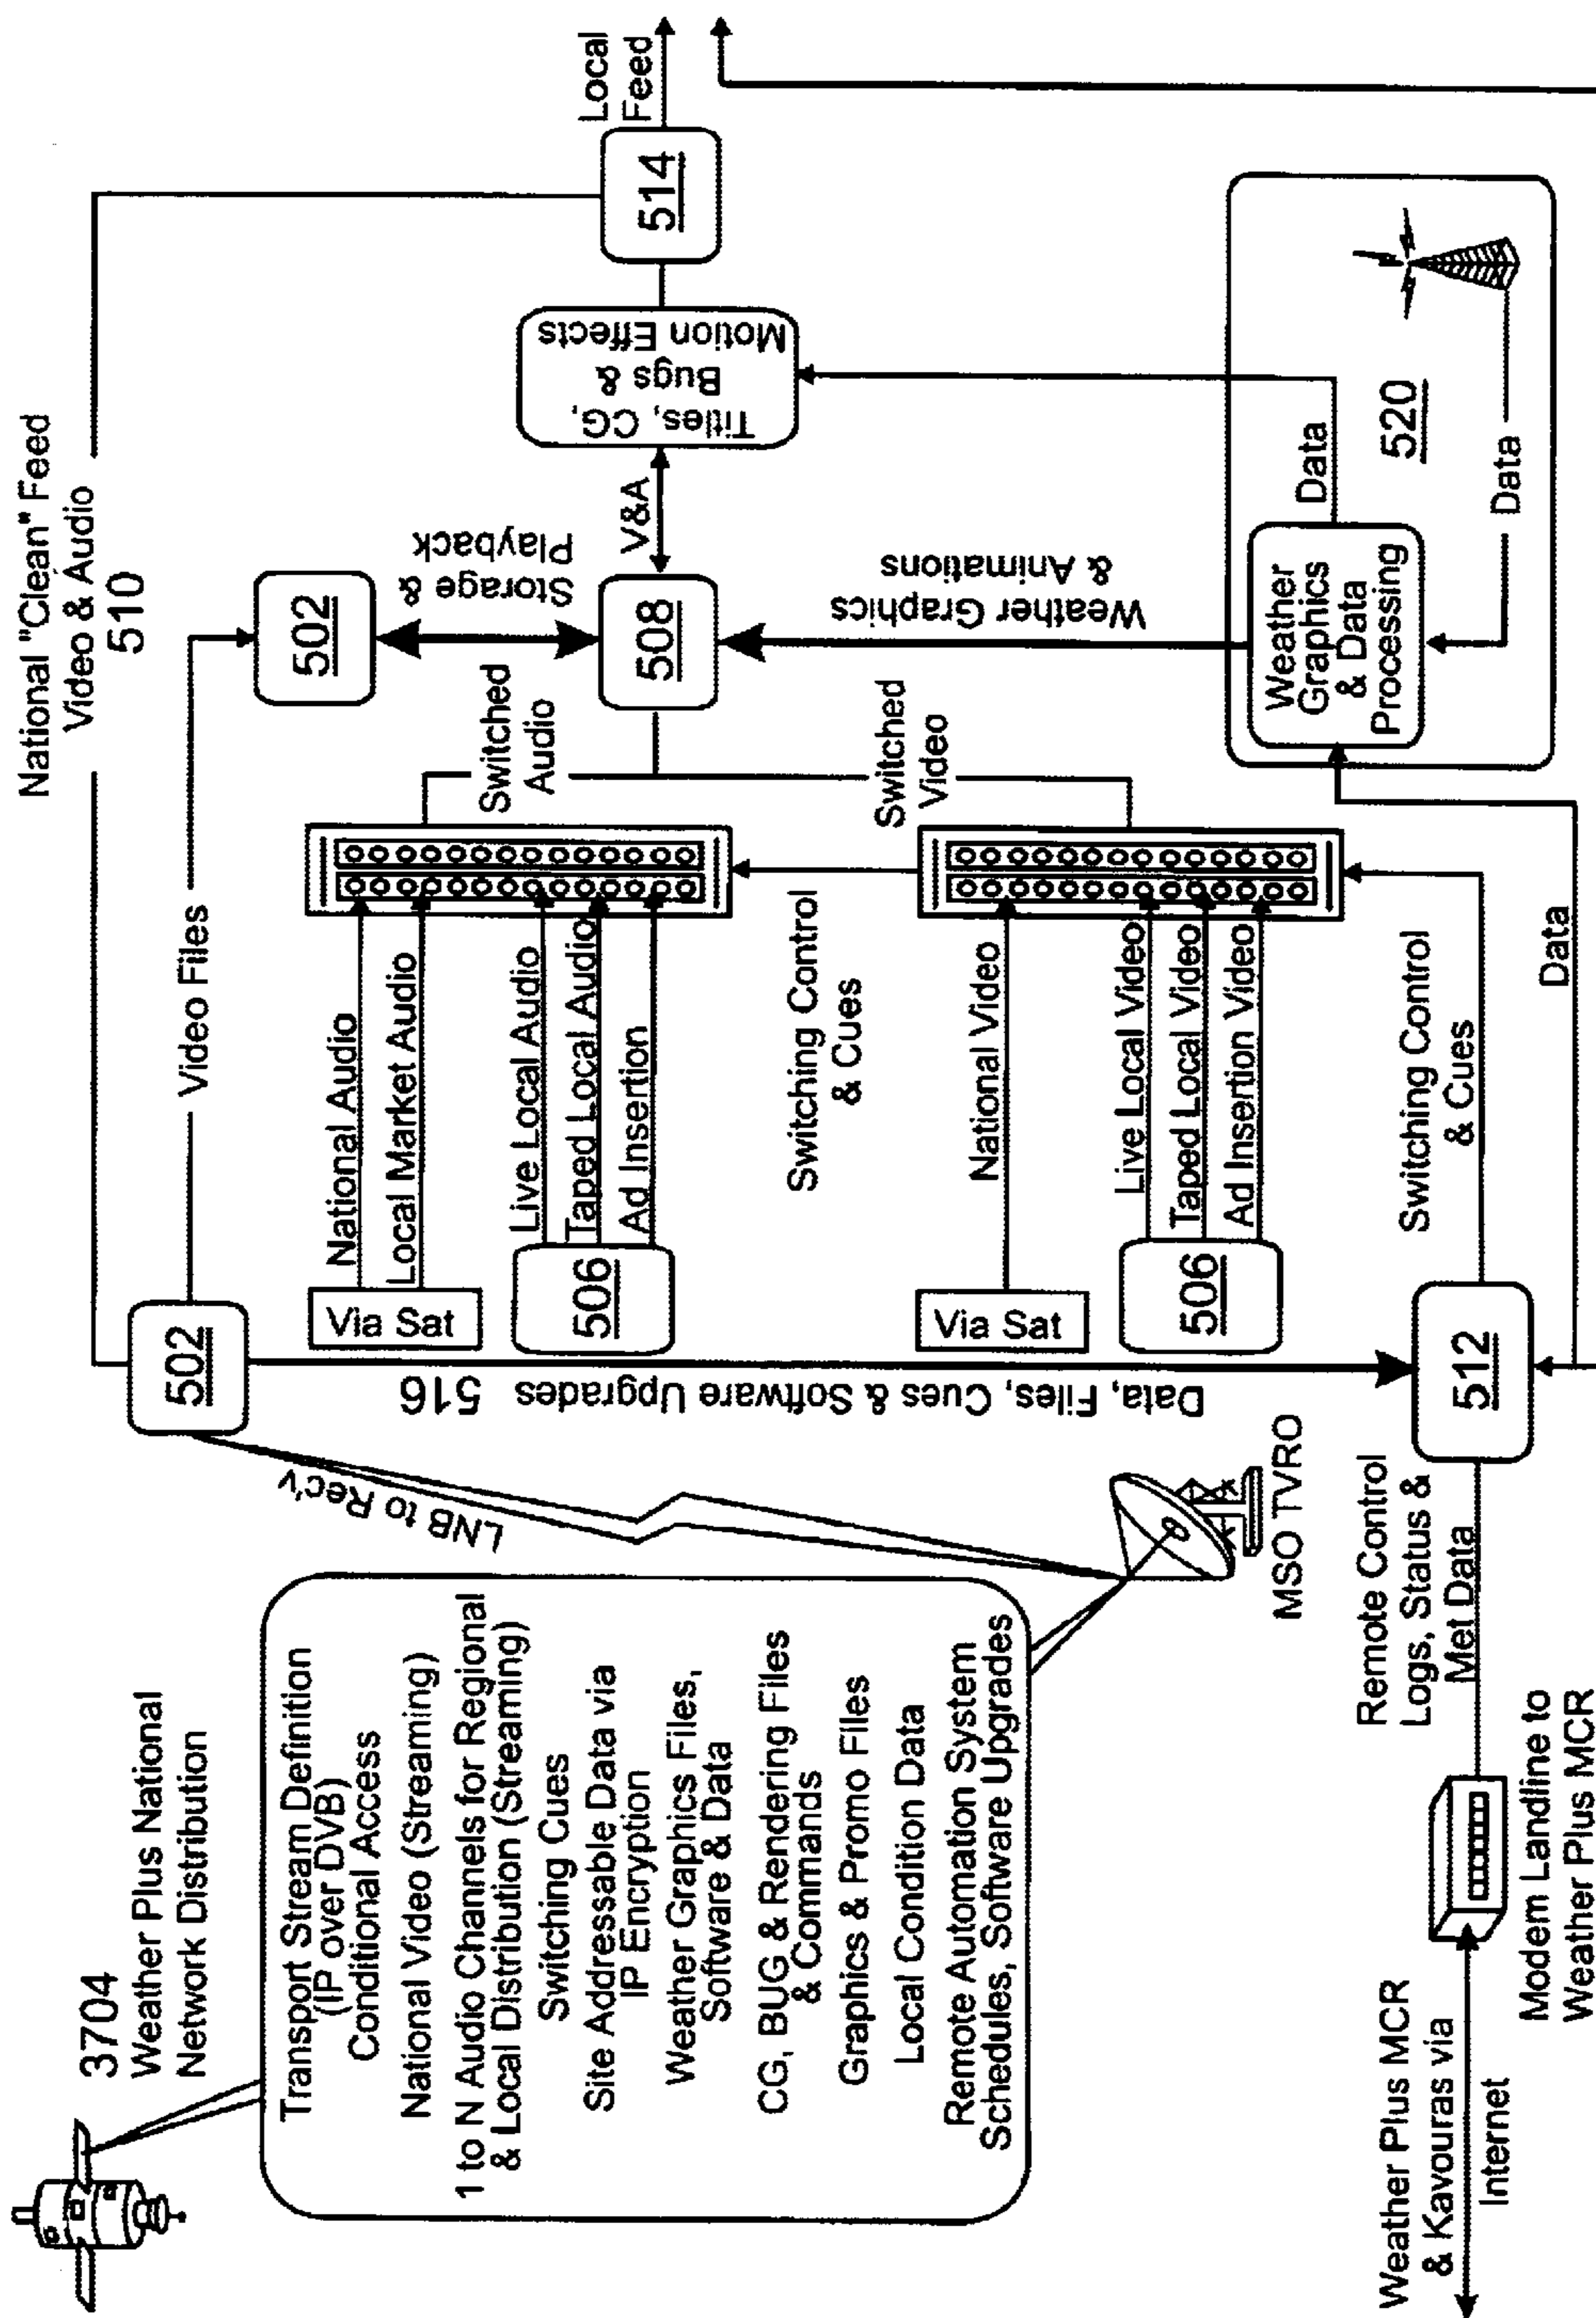 3704
Weather Plus National
Network Distribution
Transport Stream Definition
(IP over DVB)
Conditional Access
National Video (Streaming)
1 to N Audio Channels for Regional
& Local Distribution (Streaming)
Switching Cues
Site Addressable Data via
IP Encryption
Weather Graphics Files,
Software & Data
CG, BUG & Rendering Files
& Commands
Graphics & Promo Files
Local Condition Data
Remote Automation System
Schedules, Software Upgrades
LNB to Rec'v
MSO TVRO
Weather Plus MCR
& Kavouras via
Internet
Modem Landline to
Weather Plus MCR
Remote Control
Logs, Status &
Met Data
502
Data, Files, Cues & Software Upgrades 516
512
National "Clean" Feed
Video & Audio
510
Video Files
Via Sat
National Audio
Local Market Audio
506
Live Local Audio
Taped Local Audio
Ad Insertion
Switching Control
& Cues
Via Sat
National Video
506
Live Local Video
Taped Local Video
Ad Insertion Video
Switching Control
& Cues
Data
Switched
Audio
Switched
Video
502
Storage &
Playback
508
V&A
Weather Graphics
& Animations
Titles, CG,
Bugs &
Motion Effects
514
Local
Feed
Weather
Graphics
& Data
Processing
Data
520
Data